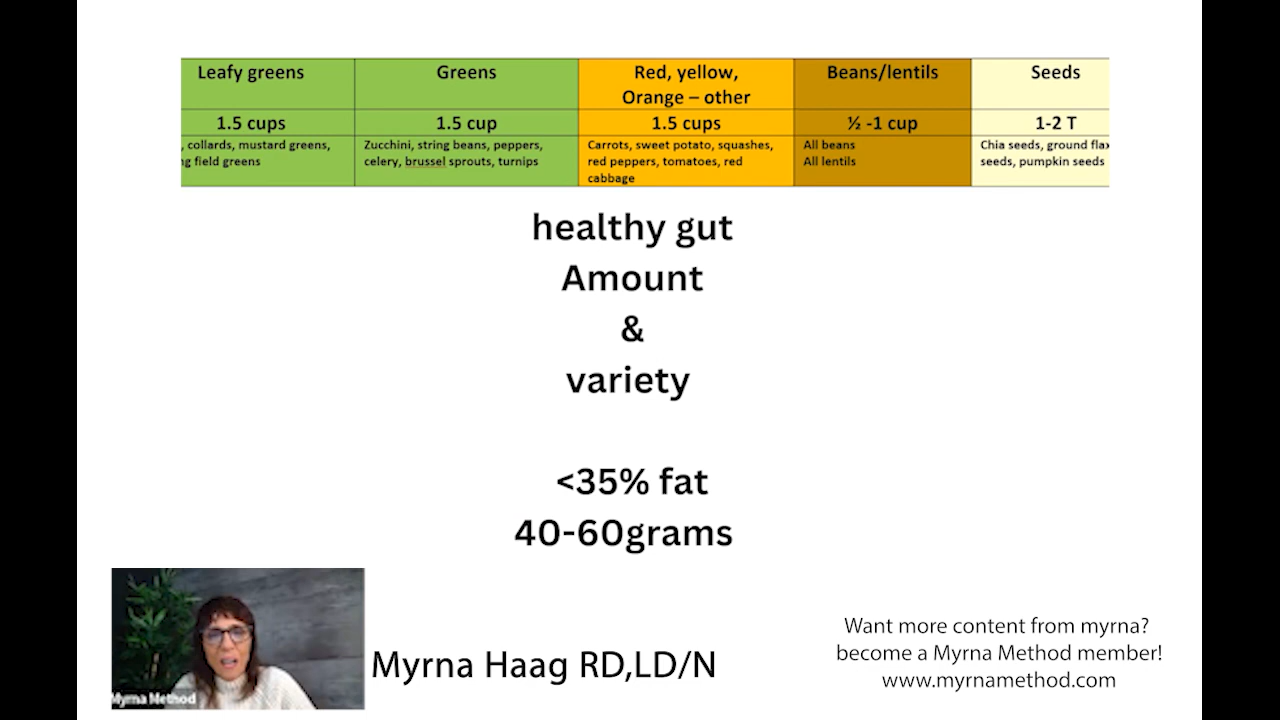 Leafy greens
Greens
Red, yellow,
Orange – other
Beans/lentils
Seeds
1.5 cups
1.5 cup
1.5 cups
½ -1 cup
1-2 T
, collards, mustard greens,
field greens
Zucchini, string beans, peppers,
celery, brussel sprouts, turnips
Carrots, sweet potato, squashes,
red peppers, tomatoes, red
cabbage
All beans
All lentils
Chia seeds, ground flax
seeds, pumpkin seeds
healthy gut
Amount
&
variety
<35% fat
40-60grams
Myrna Method
Myrna Haag RD,LD/N
Want more content from myrna?
become a Myrna Method member!
www.myrnamethod.com